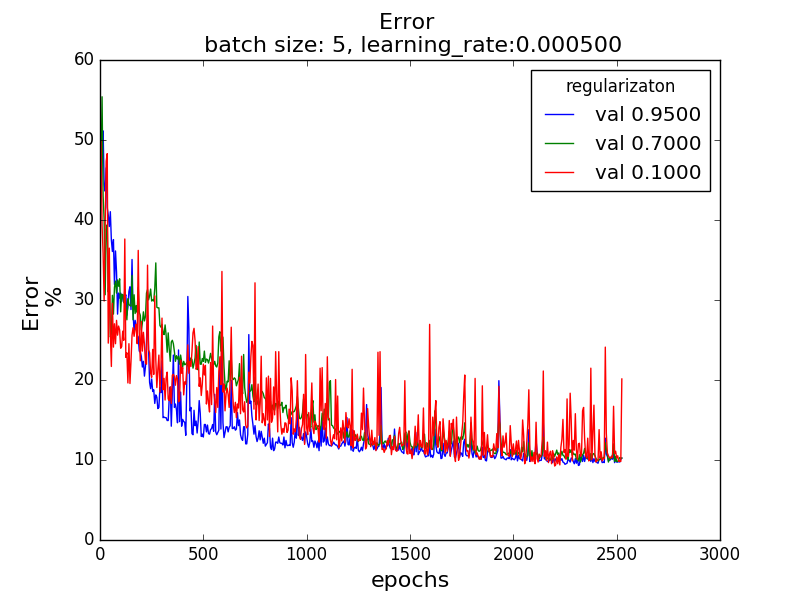 Error
batch size: 5, learning_rate:0.000500
regularizaton
val 0.9500
val 0.7000
val 0.1000
Error
%
60
50
40
30
20
10
0
0 500 1000 1500 2000 2500 3000
epochs